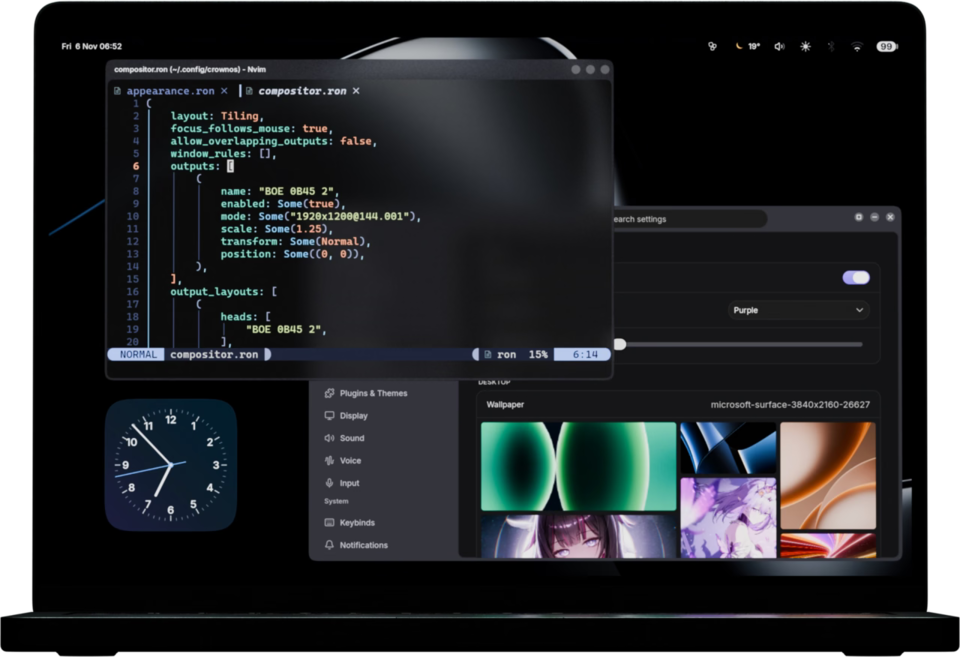 Fri 6 Nov 06:52
19°
99
compositor.ron (~/.config/crownos) - Nvim
appearance.ron ×
compositor.ron ×
1 (
2 layout: Tiling,
3 focus_follows_mouse: true,
4 allow_overlapping_outputs: false,
5 window_rules: [],
6 outputs: [
7 (
8 name: "BOE 0B45 2",
9 enabled: Some(true),
10 mode: Some("1920x1200@144.001"),
11 scale: Some(1.25),
12 transform: Some(Normal),
13 position: Some((0, 0)),
14 ),
15 ],
16 output_layouts: [
17 (
18 heads: [
19 "BOE 0B45 2",
20 ],
NORMAL compositor.ron
ron 15% 6:14
settings
Purple
Plugins & Themes
Display
Sound
Voice
Input
System
Keybinds
Notifications
DESKTOP
Wallpaper
microsoft-surface-3840x2160-26627
12
1
2
3
4
5
6
7
8
9
10
11